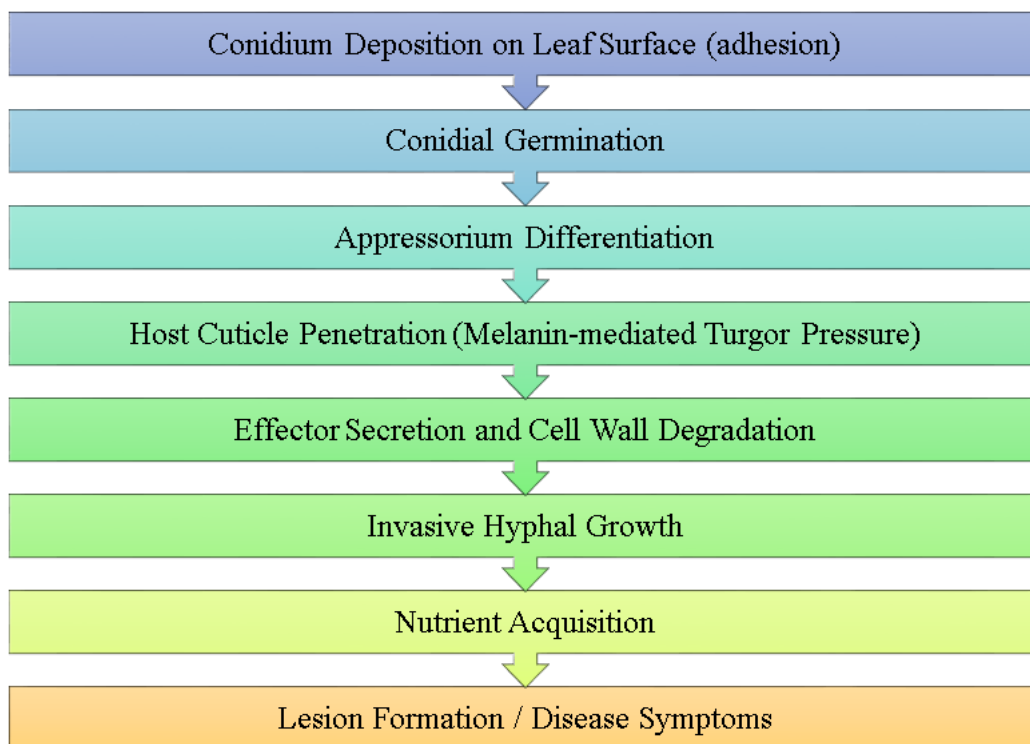 Conidium Deposition on Leaf Surface (adhesion)
Conidial Germination
Appressorium Differentiation
Host Cuticle Penetration (Melanin-mediated Turgor Pressure)
Effector Secretion and Cell Wall Degradation
Invasive Hyphal Growth
Nutrient Acquisition
Lesion Formation / Disease Symptoms